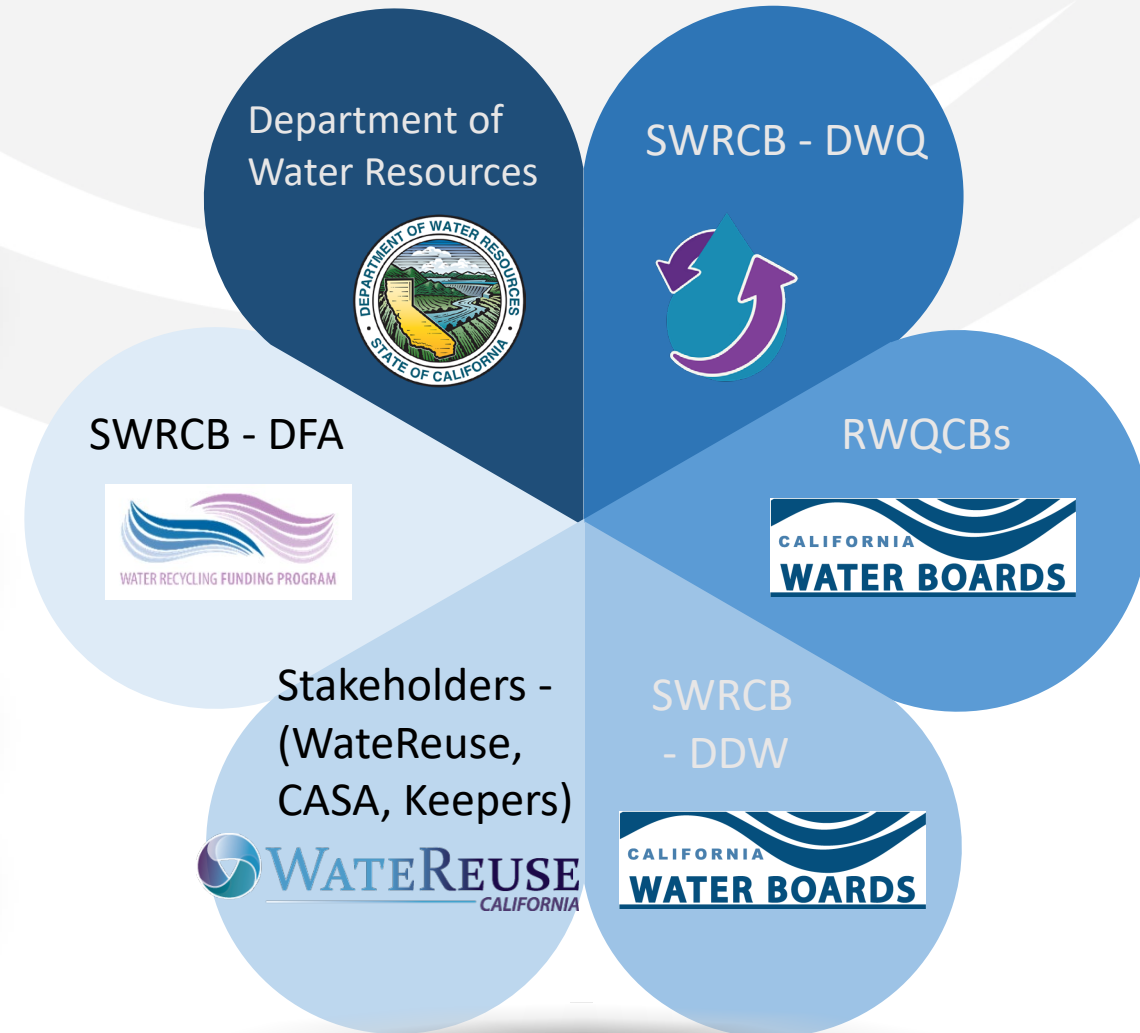 Department of
Water Resources
DEPARTMENT OF WATER RESOURCES
• STATE OF CALIFORNIA •
SWRCB - DWQ
SWRCB - DFA
WATER RECYCLING FUNDING PROGRAM
RWQCBs
CALIFORNIA
WATER BOARDS
Stakeholders -
(WateReuse,
CASA, Keepers)
WATEREUSE
CALIFORNIA
SWRCB
- DDW
CALIFORNIA
WATER BOARDS